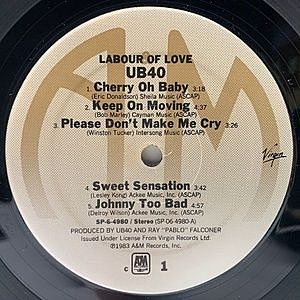 LABOUR OF LOVE
UB40
1. Cherry Oh Baby 3:18
(Eric Donaldson) Sheila Music (ASCAP)
2. Keep On Moving 4:37
(Bob Marley) Cayman Music (ASCAP)
3. Please Don't Make Me Cry 3:26
(Winston Tucker) Intersong Music (ASCAP)
Virgin
4. Sweet Sensation 3:42
(Lesley Kong) Ackee Music, Inc. (ASCAP)
5. Johnny Too Bad 4:57
(Delroy Wilson) Ackee Music, Inc. (ASCAP)
SP-6-4980 / Stereo (SP 06 4980-A)
PRODUCED BY UB40 AND RAY "PABLO" FALCONER
Issued Under License From Virgin Records Ltd.
℗1983 A&M Records, Inc.
C A&M RECORDS 1